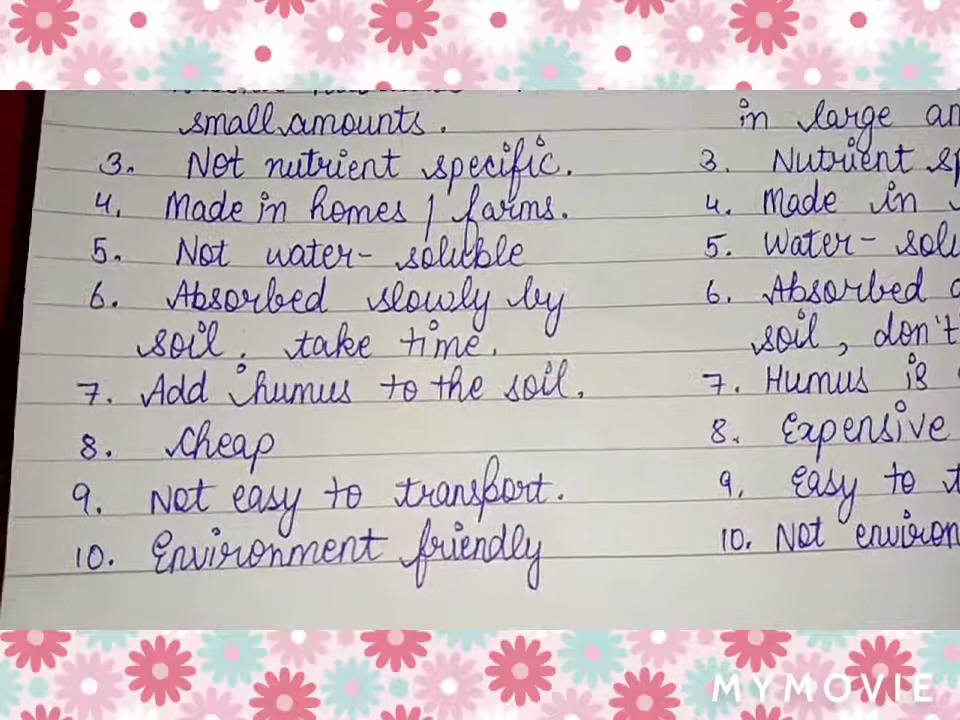 small amounts.
3. Not nutrient specific.
4. Made in homes / farms.
5. Not water- soluble
6. Absorbed slowly by
soil. take time.
7. Add humus to the soil.
8. Cheap
9. Not easy to transport.
10. Environment friendly
in large
3. Nutrient
4. Made in
5. Water-
6. Absorbed
soil, don't
7. Humus is
8. Expensive
9. Easy to
10. Not
MYMOVIE